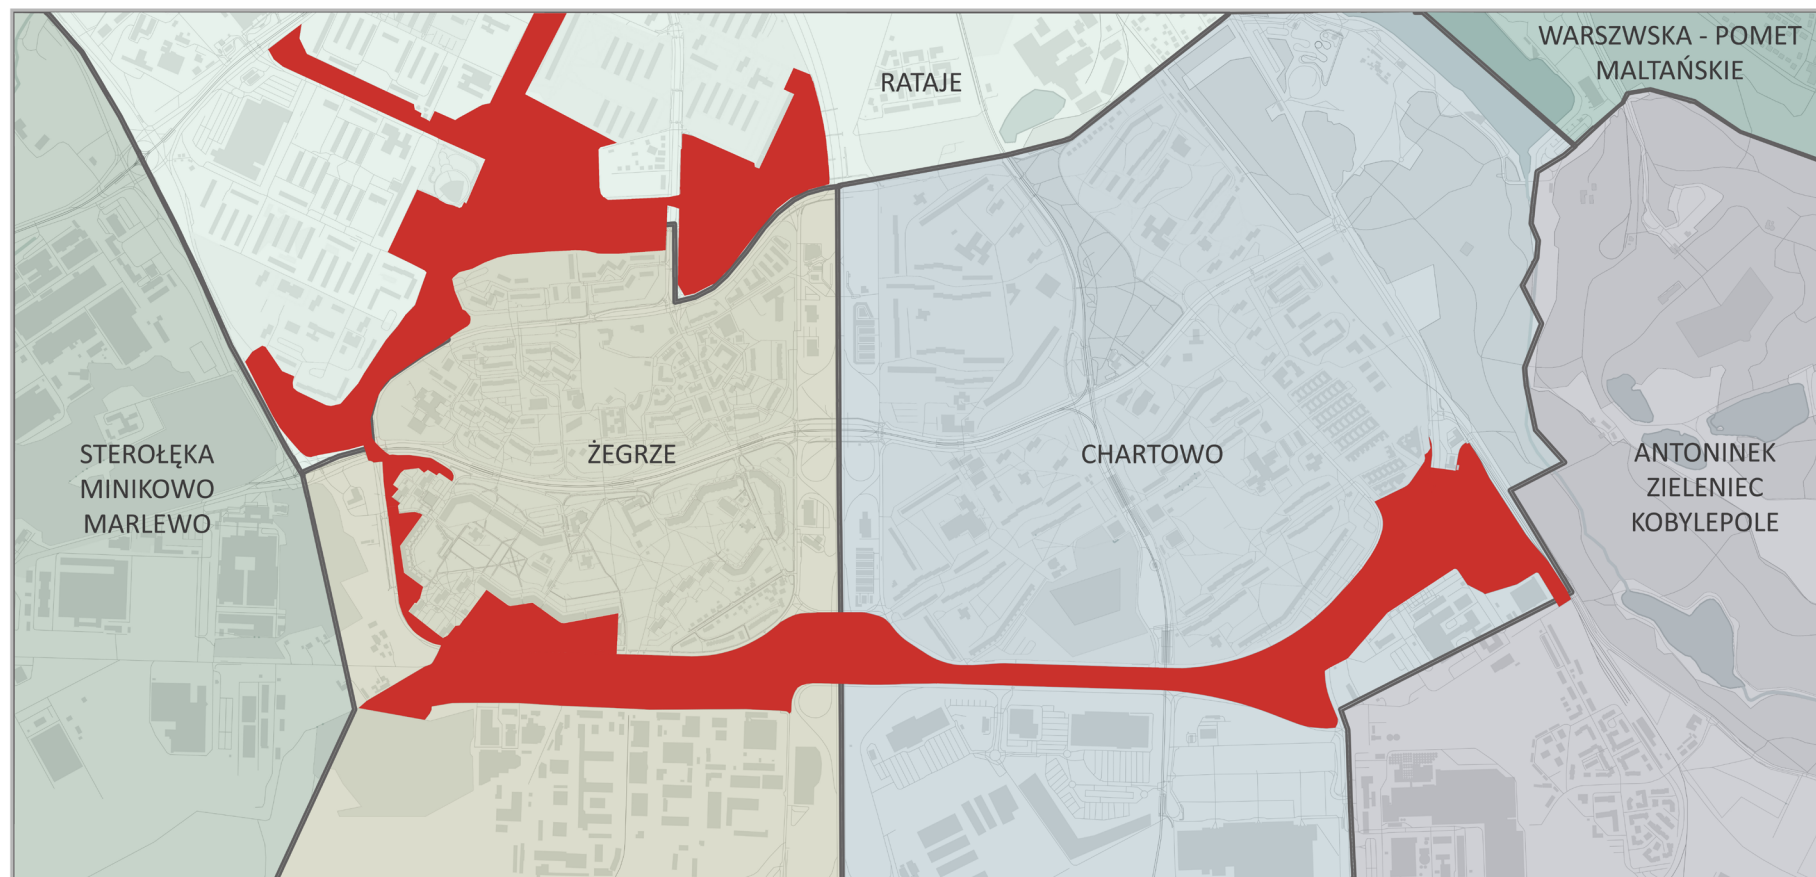 WARSZWSKA - POMET
MALTAŃSKIE
RATAJE
STEROŁĘKA
MINIKOWO
MARLEWO
ŻEGRZE
CHARTOWO
ANTONINEK
ZIELENIEC
KOBYLEPOLE